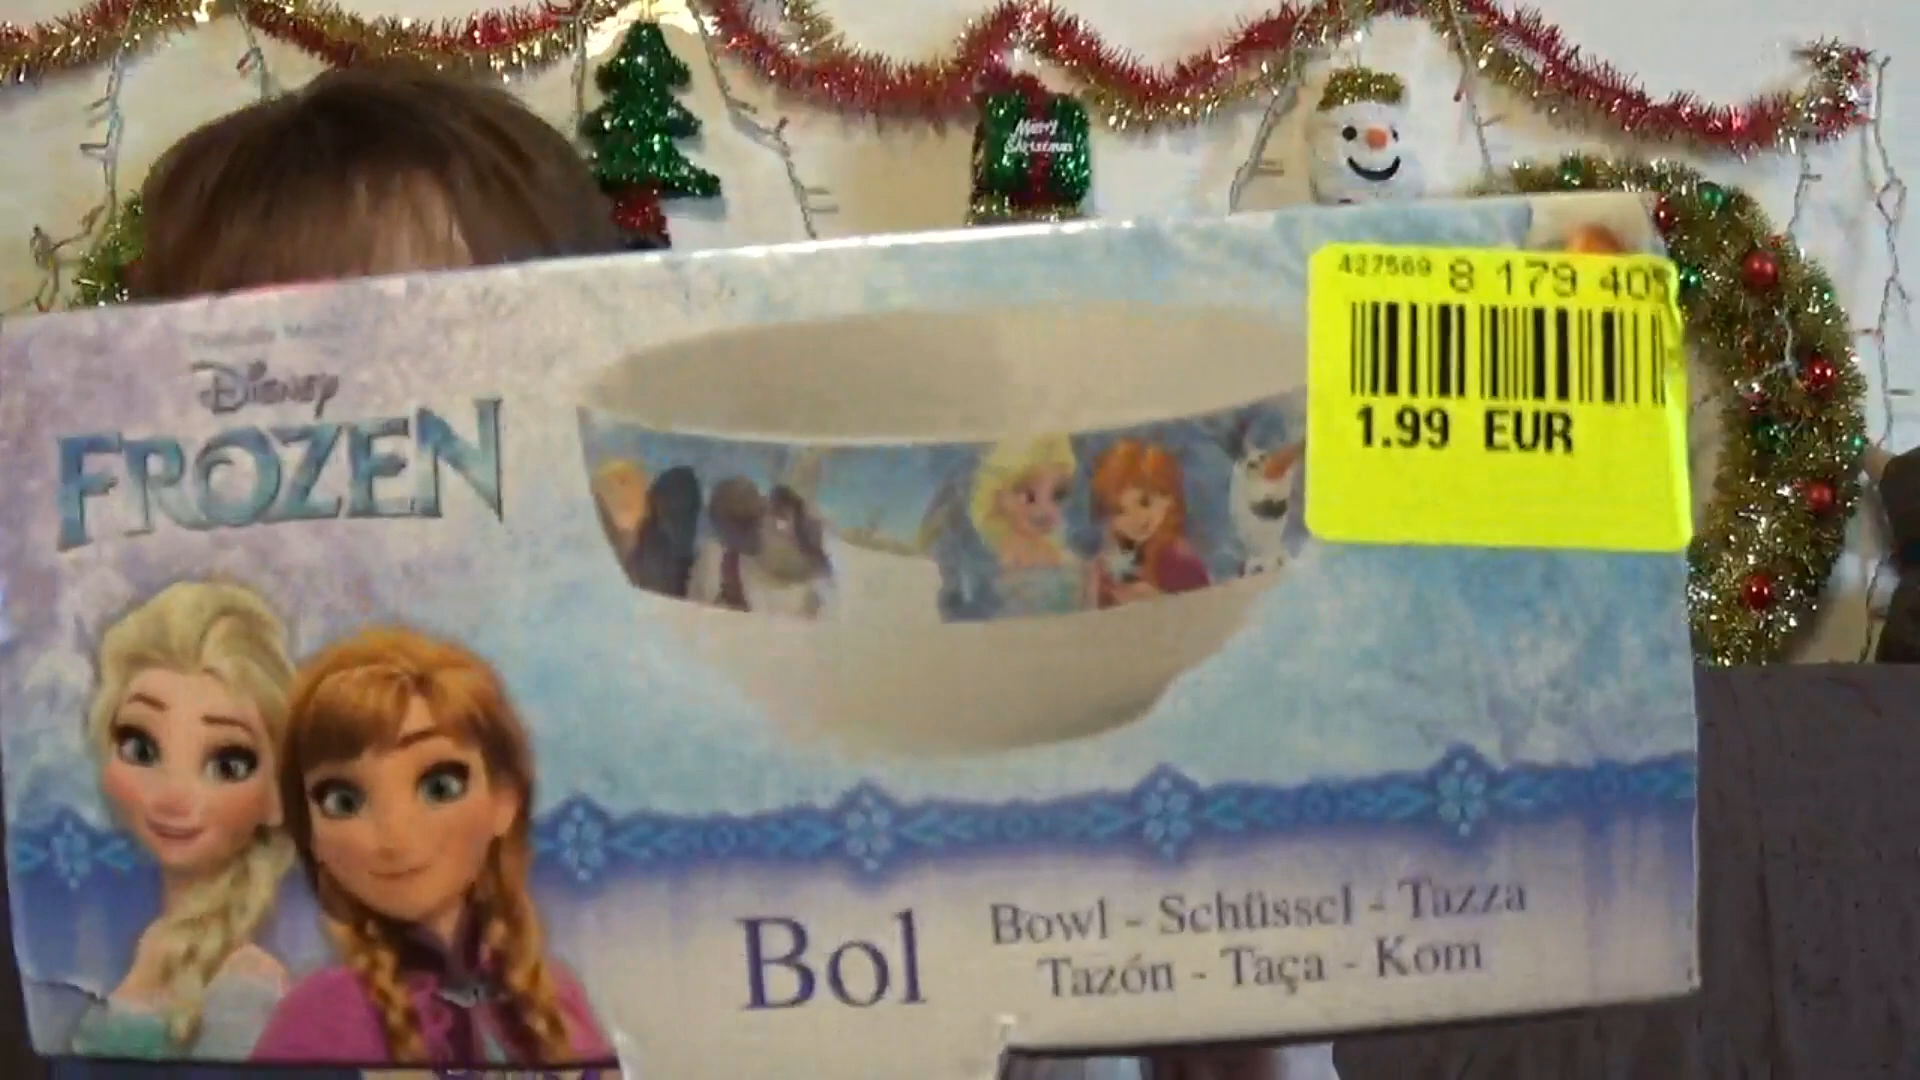 Merry
Christmas
427569 8 179 405
1.99 EUR
Disney
FROZEN
Bol
Bowl - Schüssel - Tazza
Tazón - Taça - Kom